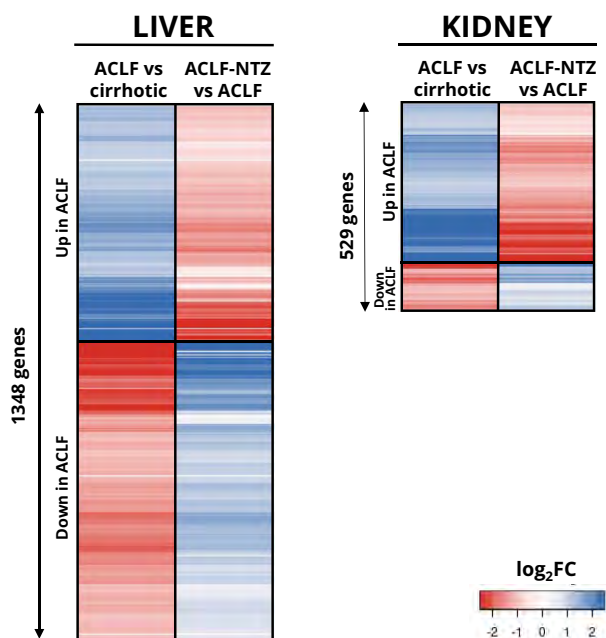 LIVER
ACLF vs
cirrhotic
ACLF-NTZ
vs ACLF
Up in ACLF
1348 genes
Down in ACLF
KIDNEY
ACLF vs
cirrhotic
ACLF-NTZ
vs ACLF
Up in ACLF
529 genes
Down
in ACLF
log₂FC
-2 -1 0 1 2